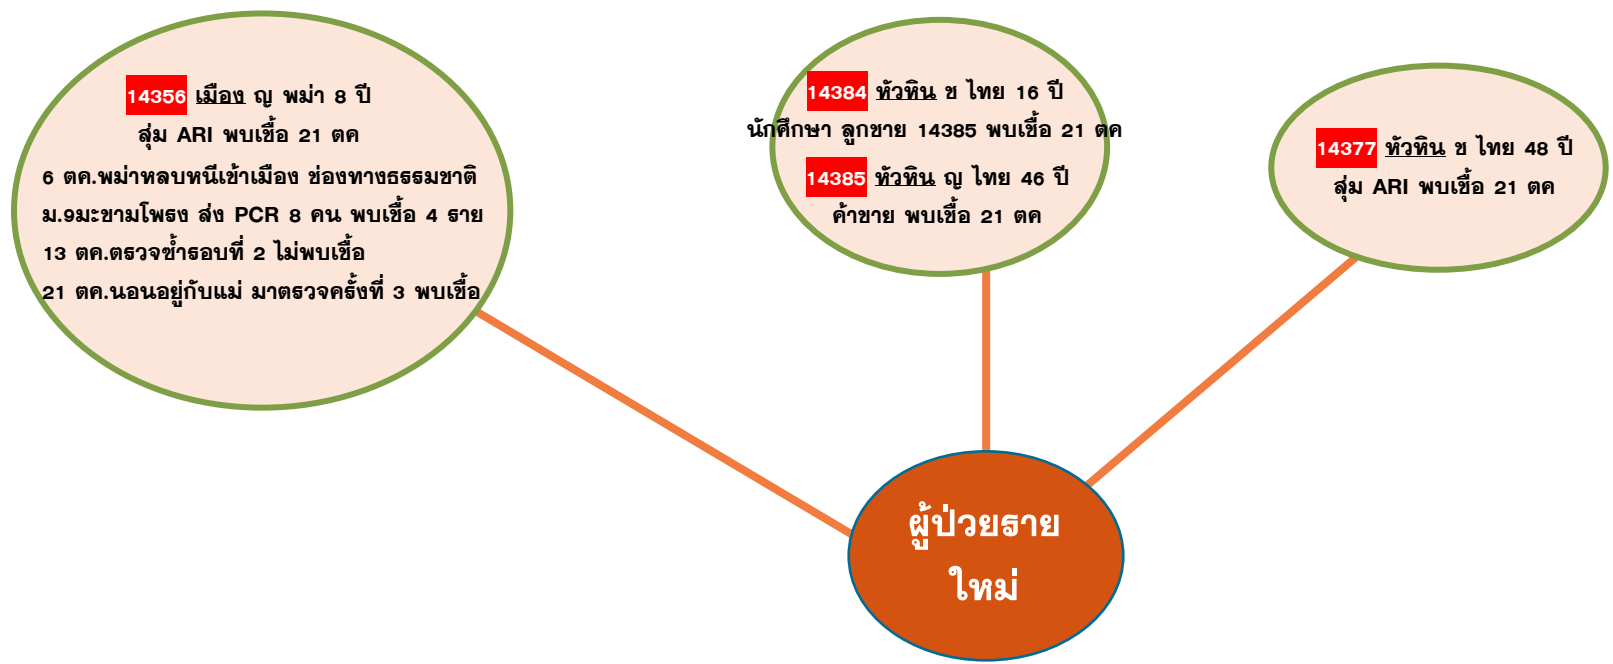 14356 เมือง ญ พม่า 8 ปี
สุ่ม ARI พบเชื้อ 21 ตค
6 ตค.พม่าหลบหนีเข้าเมือง ช่องทางธรรมชาติ
ม.9มะขามโพรง ส่ง PCR 8 คน พบเชื้อ 4 ราย
13 ตค.ตรวจซ้ำรอบที่ 2 ไม่พบเชื้อ
21 ตค.นอนอยู่กับแม่ มาตรวจครั้งที่ 3 พบเชื้อ
14384 หัวหิน ช ไทย 16 ปี
นักศึกษา ลูกชาย 14385 พบเชื้อ 21 ตค
14385 หัวหิน ญ ไทย 46 ปี
ค้าขาย พบเชื้อ 21 ตค
14377 หัวหิน ช ไทย 48 ปี
สุ่ม ARI พบเชื้อ 21 ตค
ผู้ป่วยราย
ใหม่